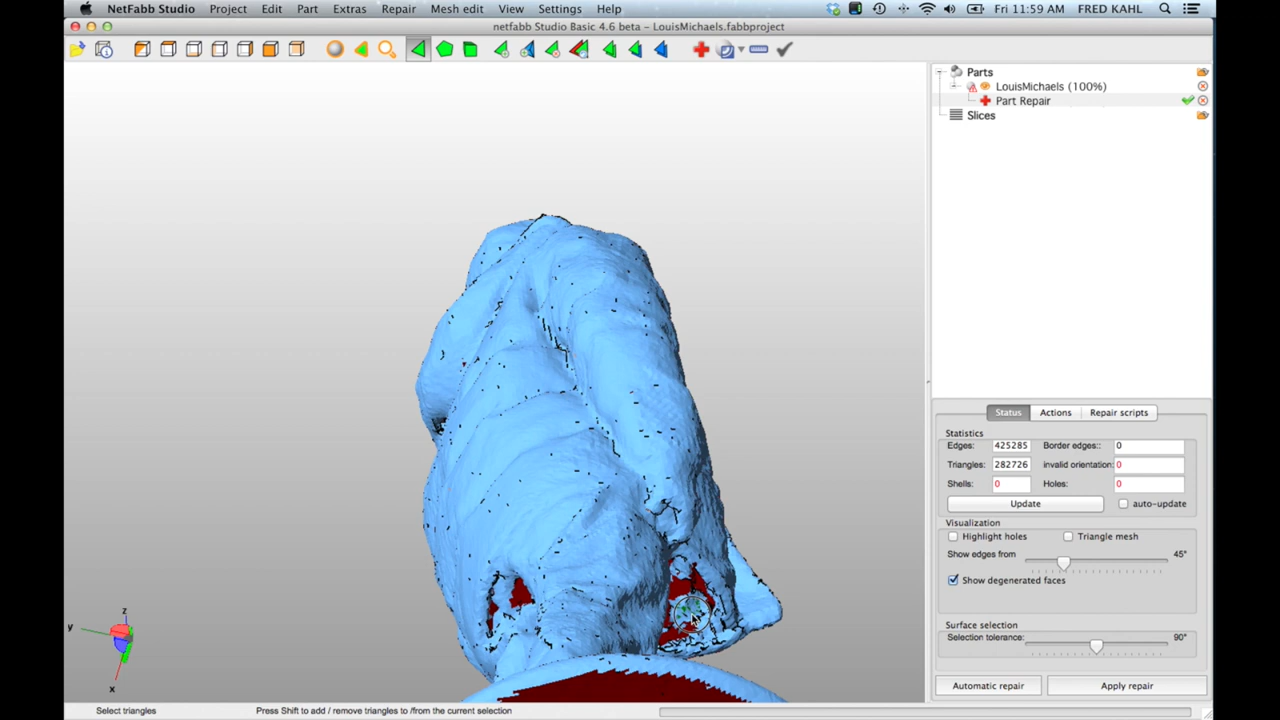 NetFabb Studio Project Edit Part Extras Repair Mesh edit View Settings Help Fri 11:59 AM FRED KAHL
netfabb Studio Basic 4.6 beta - LouisMichaels.fabbproject
Parts
LouisMichaels (100%)
Part Repair
Slices
Status Actions Repair scripts
Statistics
Edges: 425285 Border edges:: 0
Triangles: 282726 invalid orientation: 0
Shells: 0 Holes: 0
Update auto-update
Visualization
Highlight holes Triangle mesh
Show edges from 45°
Show degenerated faces
Surface selection
Selection tolerance: 90°
Automatic repair Apply repair
z
y
x
Select triangles Press Shift to add / remove triangles to /from the current selection